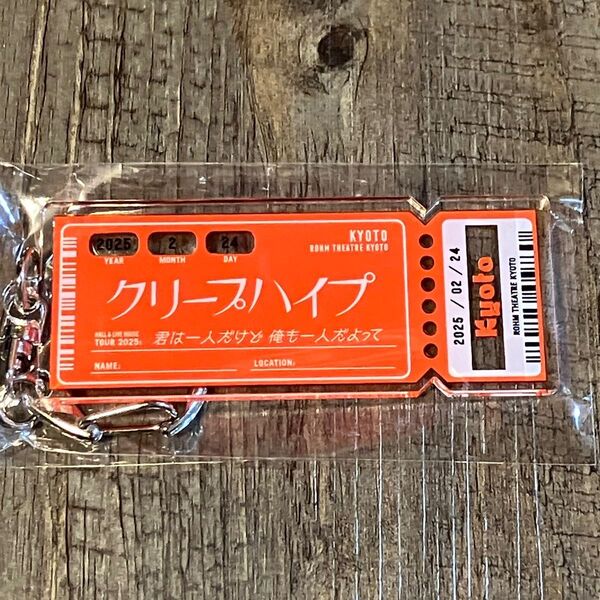 2025 2 24
YEAR MONTH DAY
KYOTO
ROHM THEATRE KYOTO
クリープハイプ
HALL & LIVE HOUSE
TOUR 2025:
君は一人だけど 俺も一人だよって
NAME:
LOCATION:
2025 / 02 / 24
Kyoto
ROHM THEATRE KYOTO